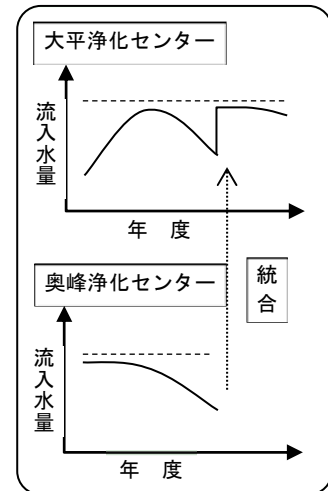 大平浄化センター
流入水量
年 度
奥峰浄化センター
統合
流入水量
年 度